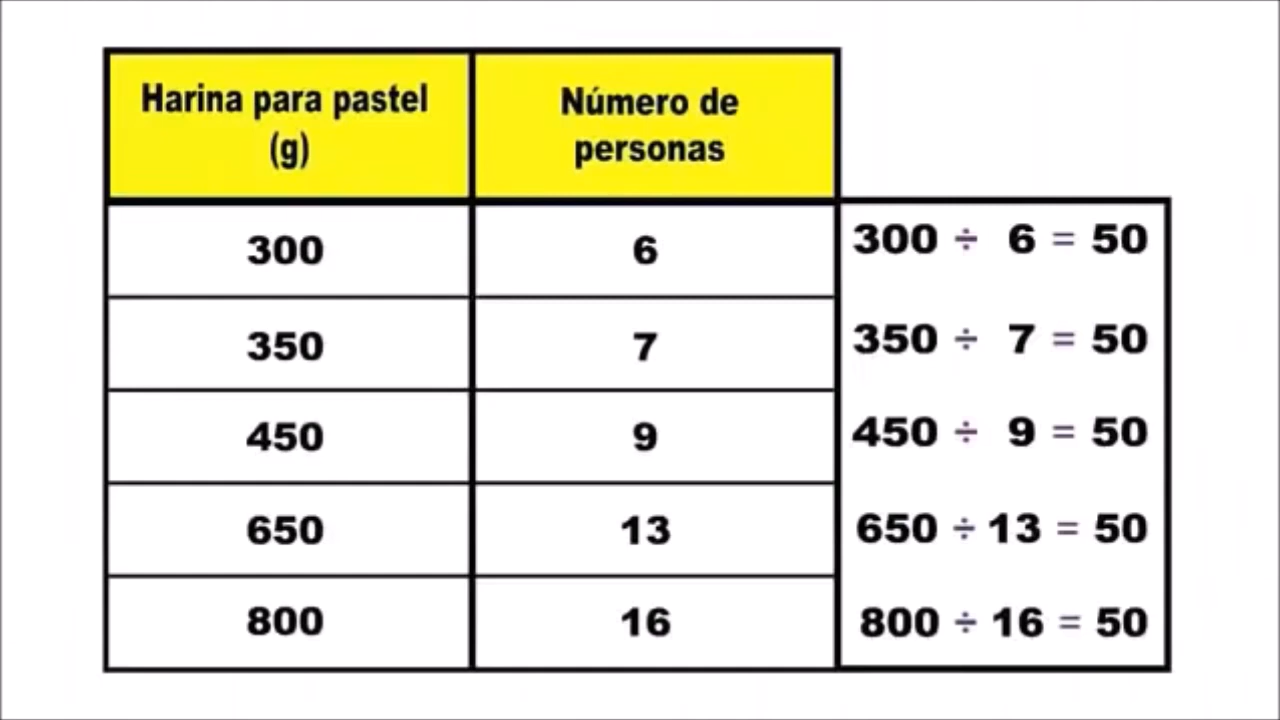 Harina para pastel
(g)
Número de
personas
300 6 300 ÷ 6 = 50
350 7 350 ÷ 7 = 50
450 9 450 ÷ 9 = 50
650 13 650 ÷ 13 = 50
800 16 800 ÷ 16 = 50